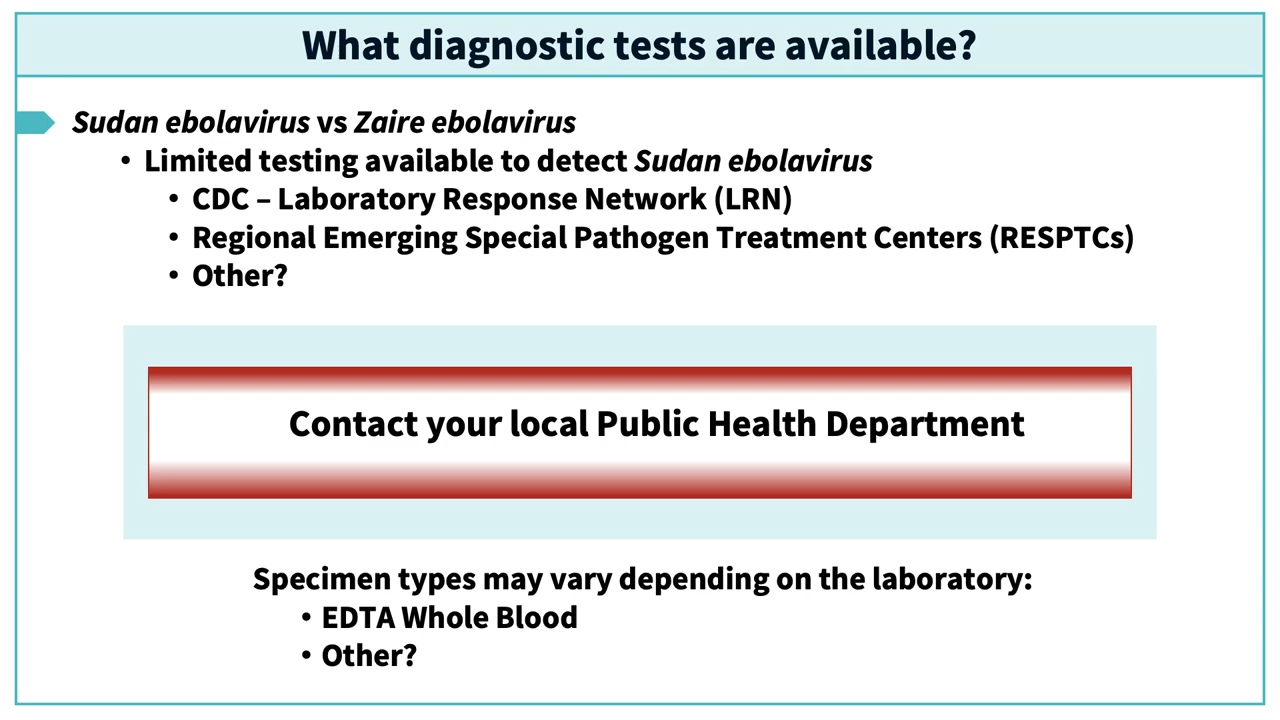 What diagnostic tests are available?
Sudan ebolavirus vs Zaire ebolavirus
• Limited testing available to detect Sudan ebolavirus
• CDC – Laboratory Response Network (LRN)
• Regional Emerging Special Pathogen Treatment Centers (RESPTCs)
• Other?
Contact your local Public Health Department
Specimen types may vary depending on the laboratory:
• EDTA Whole Blood
• Other?